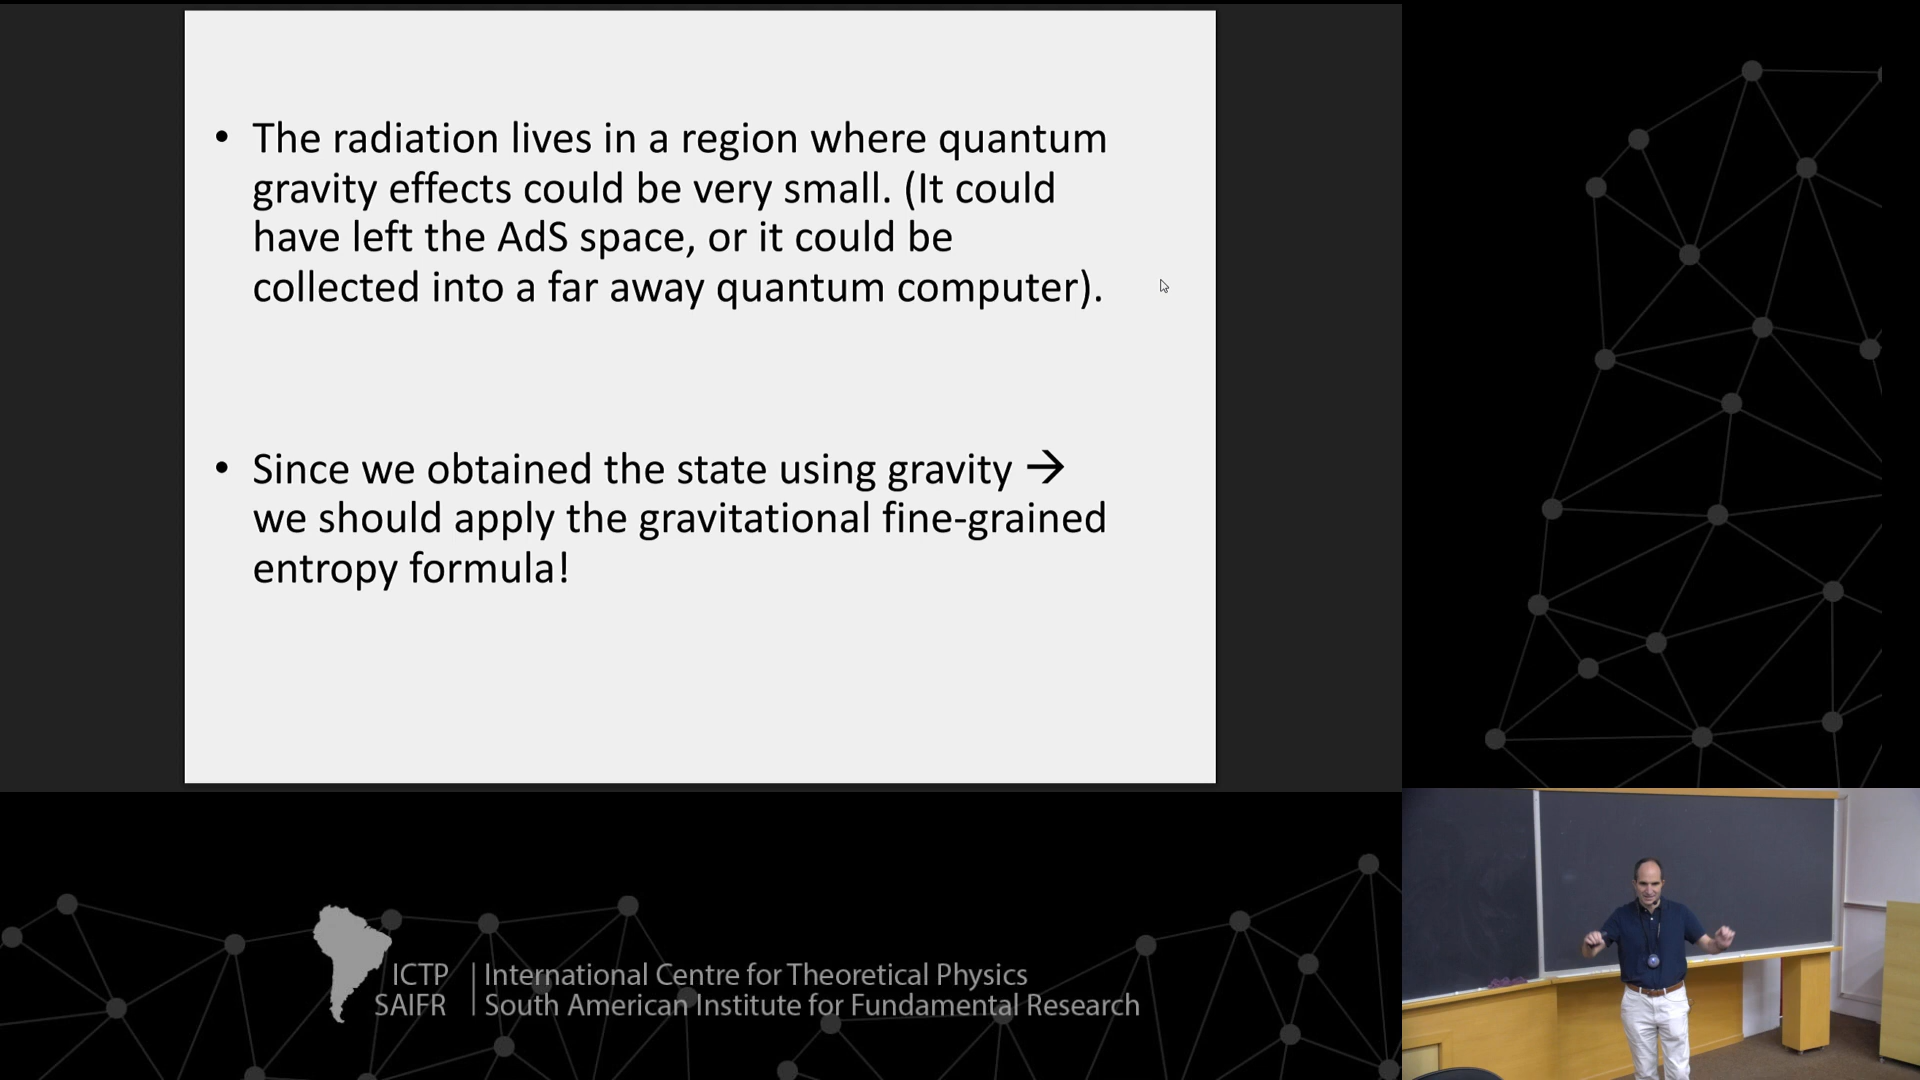 • The radiation lives in a region where quantum
gravity effects could be very small. (It could
have left the AdS space, or it could be
collected into a far away quantum computer).
• Since we obtained the state using gravity →
we should apply the gravitational fine-grained
entropy formula!
ICTP | International Centre for Theoretical Physics
SAIFR | South American Institute for Fundamental Research